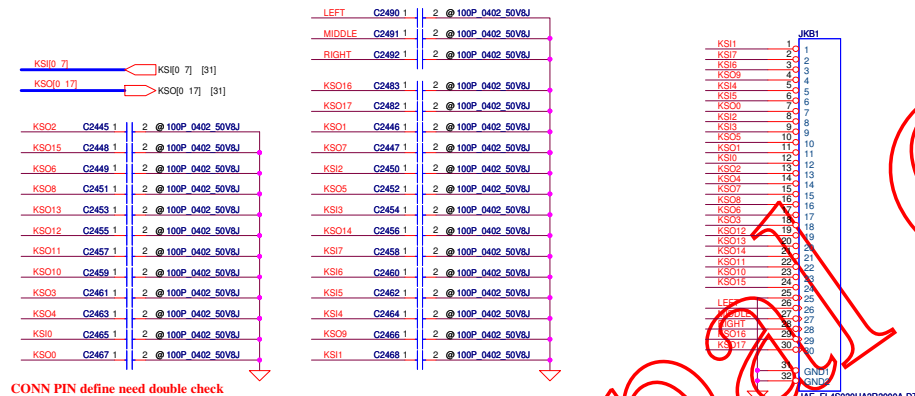 LEFT C2490 1 2 @100P_0402_50V8J
MIDDLE C2491 1 2 @100P_0402_50V8J
RIGHT C2492 1 2 @100P_0402_50V8J
KSI[0 7] KSI[0 7] [31]
KSO[0 17] KSO[0 17] [31]
KSO16 C2483 1 2 @100P_0402_50V8J
KSO17 C2482 1 2 @100P_0402_50V8J
KSO2 C2445 1 2 @100P_0402_50V8J
KSO1 C2446 1 2 @100P_0402_50V8J
KSO15 C2448 1 2 @100P_0402_50V8J
KSO7 C2447 1 2 @100P_0402_50V8J
KSO6 C2449 1 2 @100P_0402_50V8J
KSI2 C2450 1 2 @100P_0402_50V8J
KSO8 C2451 1 2 @100P_0402_50V8J
KSO5 C2452 1 2 @100P_0402_50V8J
KSO13 C2453 1 2 @100P_0402_50V8J
KSI3 C2454 1 2 @100P_0402_50V8J
KSO12 C2455 1 2 @100P_0402_50V8J
KSO14 C2456 1 2 @100P_0402_50V8J
KSO11 C2457 1 2 @100P_0402_50V8J
KSI7 C2458 1 2 @100P_0402_50V8J
KSO10 C2459 1 2 @100P_0402_50V8J
KSI6 C2460 1 2 @100P_0402_50V8J
KSO3 C2461 1 2 @100P_0402_50V8J
KSI5 C2462 1 2 @100P_0402_50V8J
KSO4 C2463 1 2 @100P_0402_50V8J
KSI4 C2464 1 2 @100P_0402_50V8J
KSI0 C2465 1 2 @100P_0402_50V8J
KSO9 C2466 1 2 @100P_0402_50V8J
KSO0 C2467 1 2 @100P_0402_50V8J
KSI1 C2468 1 2 @100P_0402_50V8J
CONN PIN define need double check
JKB1
KSI1 1 1
KSI7 2 2
KSI6 3 3
KSO9 4 4
KSI4 5 5
KSI5 6 6
KSO0 7 7
KSI2 8 8
KSI3 9 9
KSO5 10 10
KSO1 11 11
KSI0 12 12
KSO2 13 13
KSO4 14 14
KSO7 15 15
KSO8 16 16
KSO6 17 17
KSO3 18 18
KSO12 19 19
KSO13 20 20
KSO14 21 21
KSO11 22 22
KSO10 23 23
KSO15 24 24
25 25
LEFT 26 26
MIDDLE 27 27
RIGHT 28 28
KSO16 29 29
KSO17 30 30
31 GND1
32 GND2